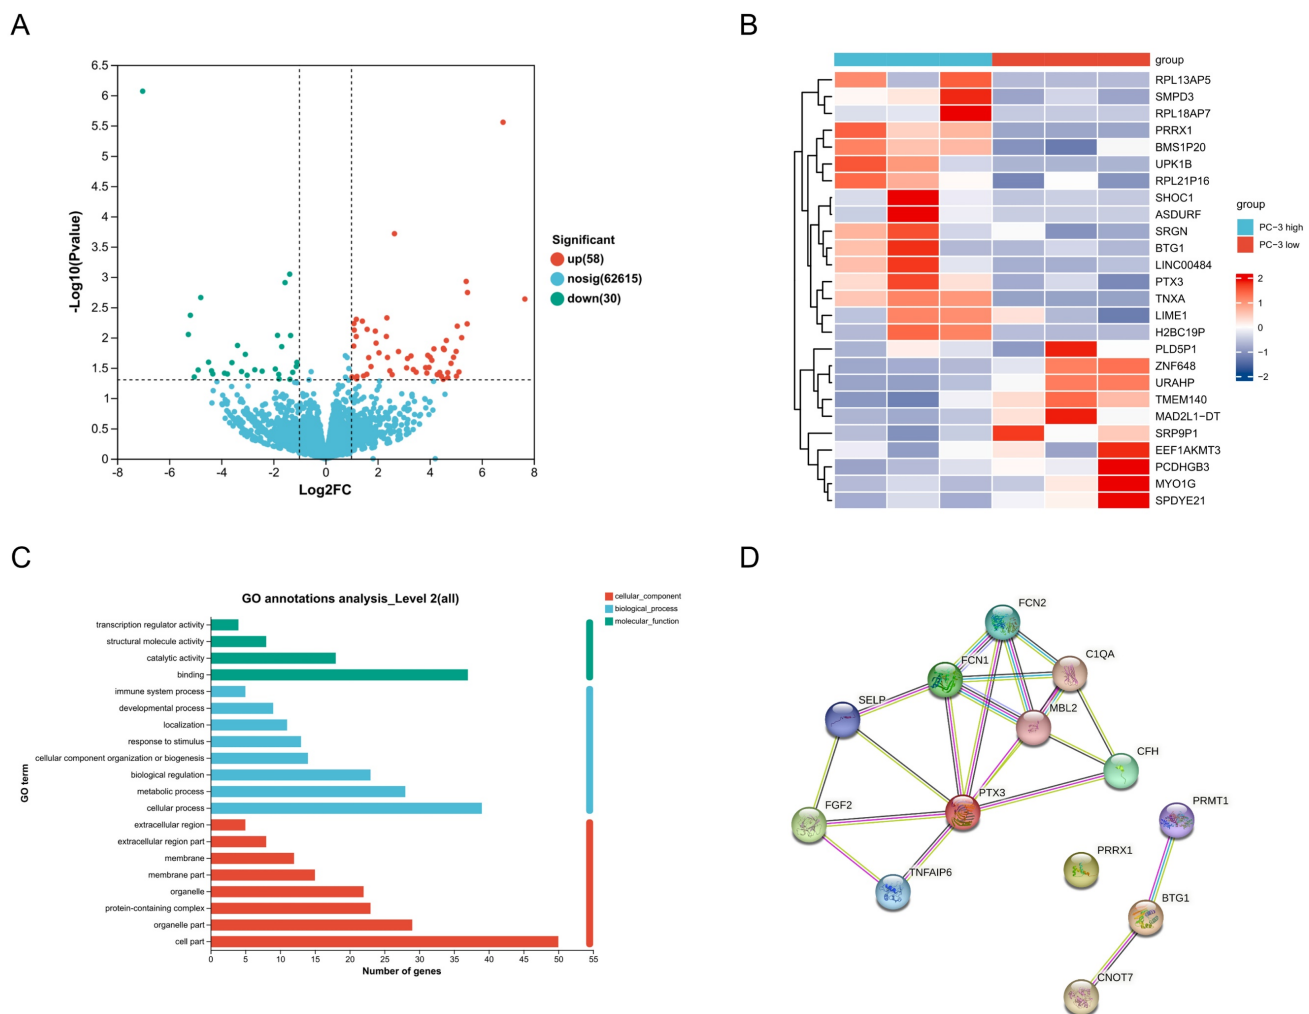 A
6.5
6
5.5
5
4.5
4
3.5
3
2.5
2
1.5
1
0.5
0
-8
-6
-4
-2
0
2
4
6
8
-Log10(Pvalue)
Log2FC
Significant
up(58)
nosig(62615)
down(30)
B
group
RPL13AP5
SMPD3
RPL18AP7
PRRX1
BMS1P20
UPK1B
RPL21P16
SHOC1
ASDURF
SRGN
BTG1
LINC00484
PTX3
TNXA
LIME1
H2BC19P
PLD5P1
ZNF648
URAHP
TMEM140
MAD2L1−DT
SRP9P1
EEF1AKMT3
PCDHGB3
MYO1G
SPDYE21
group
PC−3 high
PC−3 low
2
1
0
−1
−2
C
GO annotations analysis_Level 2(all)
cellular_component
biological_process
molecular_function
GO term
transcription regulator activity
structural molecule activity
catalytic activity
binding
immune system process
developmental process
localization
response to stimulus
cellular component organization or biogenesis
biological regulation
metabolic process
cellular process
extracellular region
extracellular region part
membrane
membrane part
organelle
protein-containing complex
organelle part
cell part
0
5
10
15
20
25
30
35
40
45
50
55
Number of genes
D
FCN2
FCN1
C1QA
SELP
MBL2
CFH
PTX3
FGF2
PRMT1
PRRX1
TNFAIP6
BTG1
CNOT7